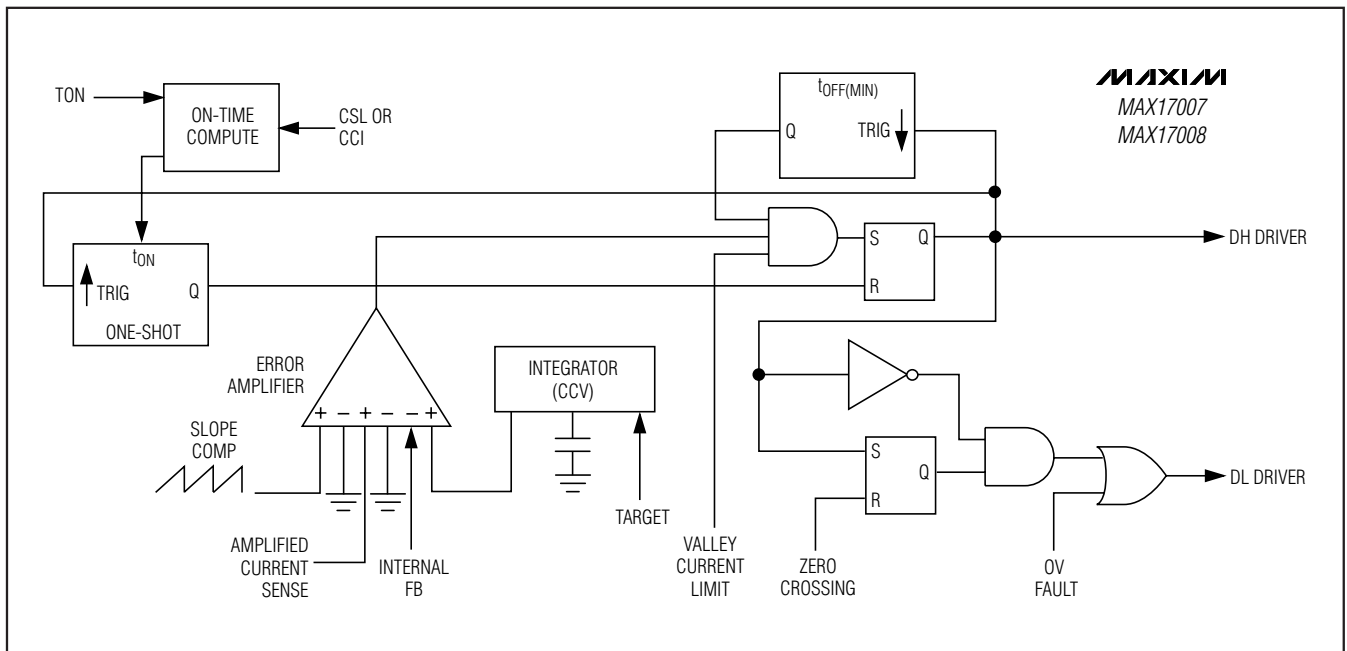 TON
ON-TIME
COMPUTE
CSL OR
CCI
tOFF(MIN)
Q
TRIG
MAXIM
MAX17007
MAX17008
tON
TRIG
Q
ONE-SHOT
S
Q
R
DH DRIVER
ERROR
AMPLIFIER
+ – + – – +
INTEGRATOR
(CCV)
SLOPE
COMP
S
Q
R
DL DRIVER
TARGET
AMPLIFIED
CURRENT
SENSE
INTERNAL
FB
VALLEY
CURRENT
LIMIT
ZERO
CROSSING
OV
FAULT